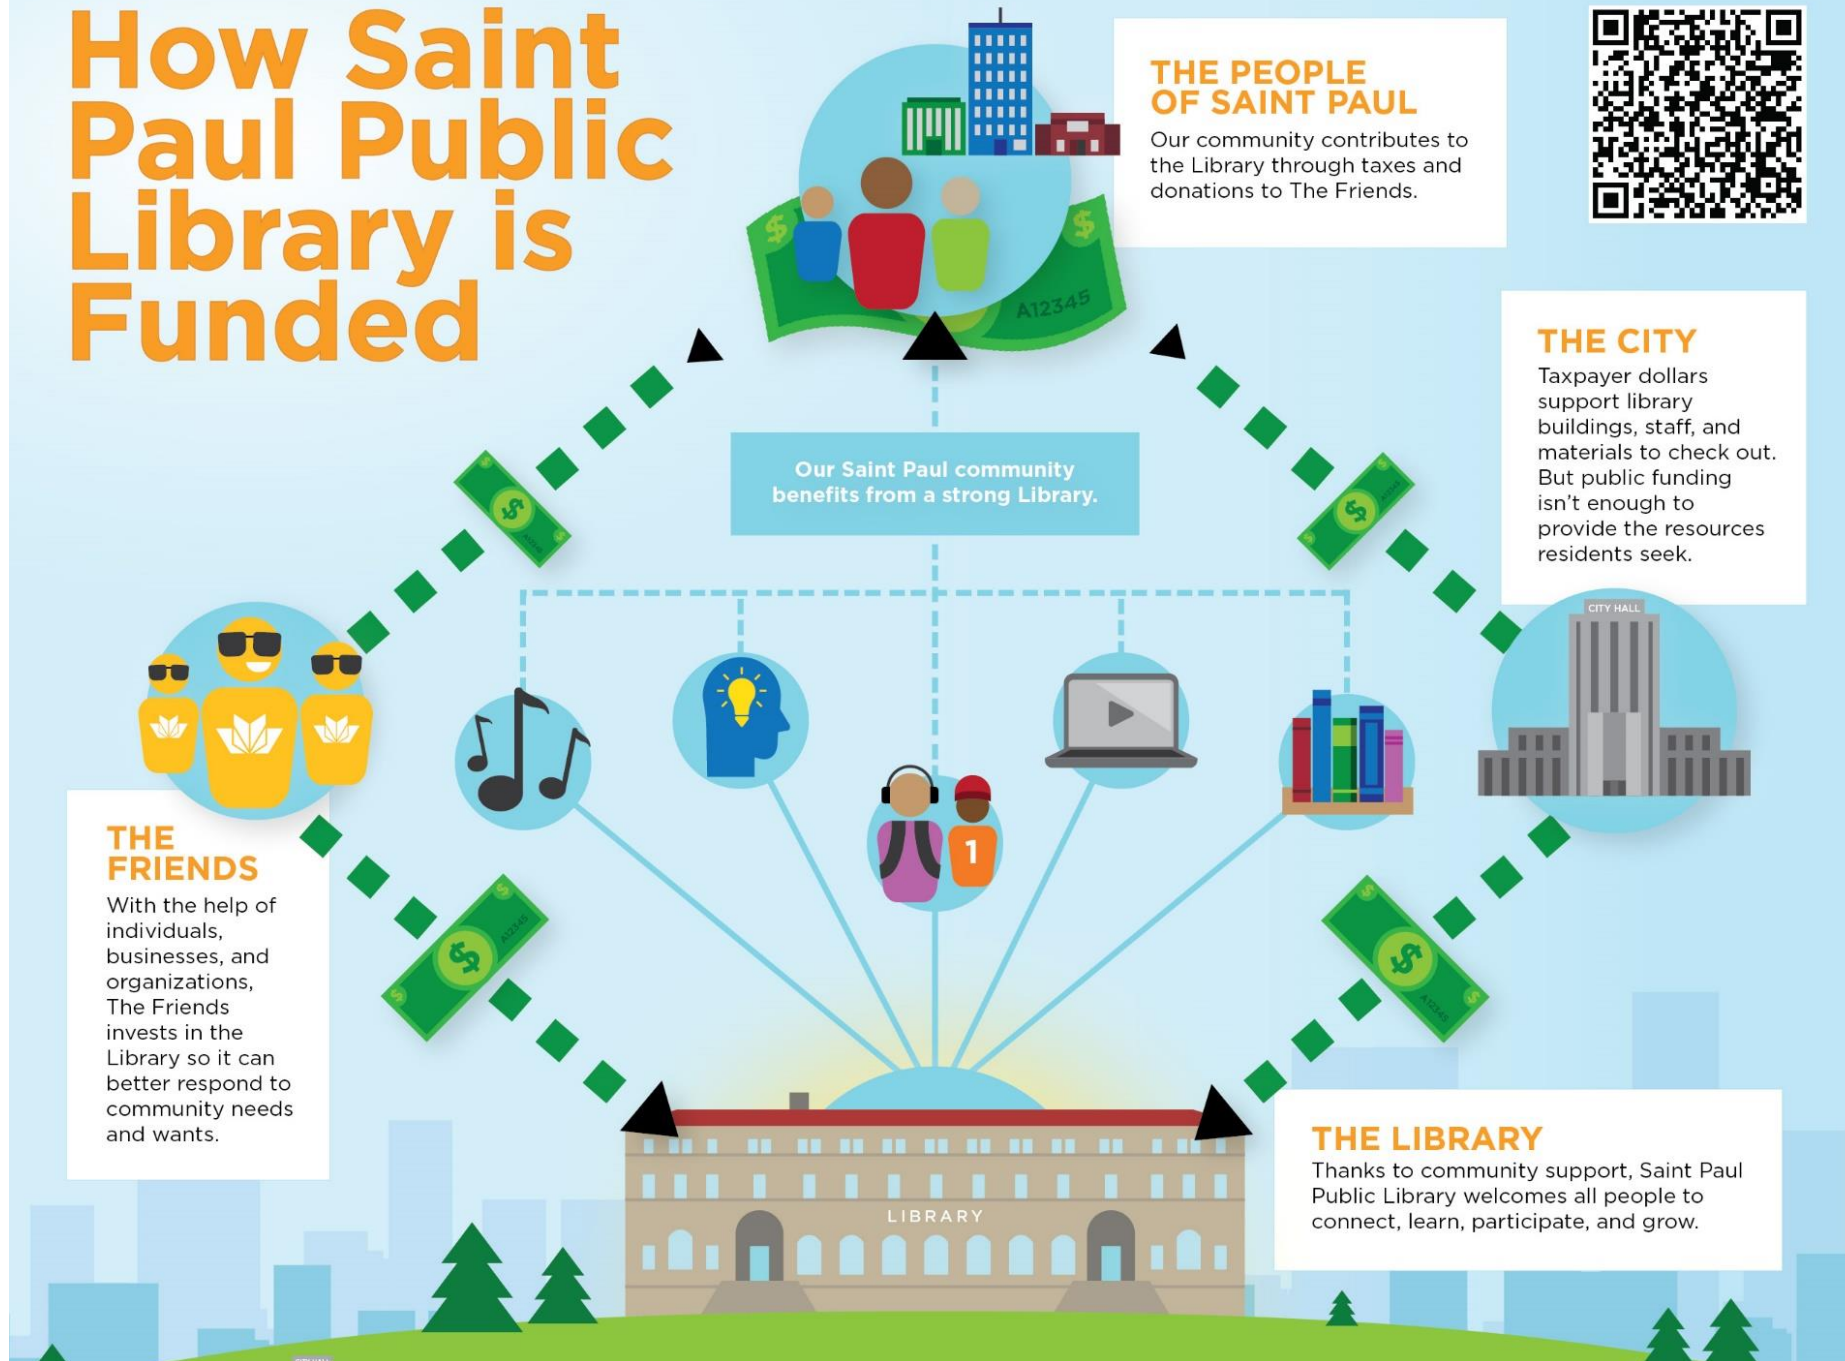 How Saint
Paul Public
Library is
Funded
THE PEOPLE
OF SAINT PAUL
Our community contributes to
the Library through taxes and
donations to The Friends.
A12345
THE CITY
Taxpayer dollars
support library
buildings, staff, and
materials to check out.
But public funding
isn't enough to
provide the resources
residents seek.
Our Saint Paul community
benefits from a strong Library.
$
A12345
$
A12345
CITY HALL
1
THE
FRIENDS
With the help of
individuals,
businesses, and
organizations,
The Friends
invests in the
Library so it can
better respond to
community needs
and wants.
$
A12345
$
A12345
THE LIBRARY
Thanks to community support, Saint Paul
Public Library welcomes all people to
connect, learn, participate, and grow.
LIBRARY